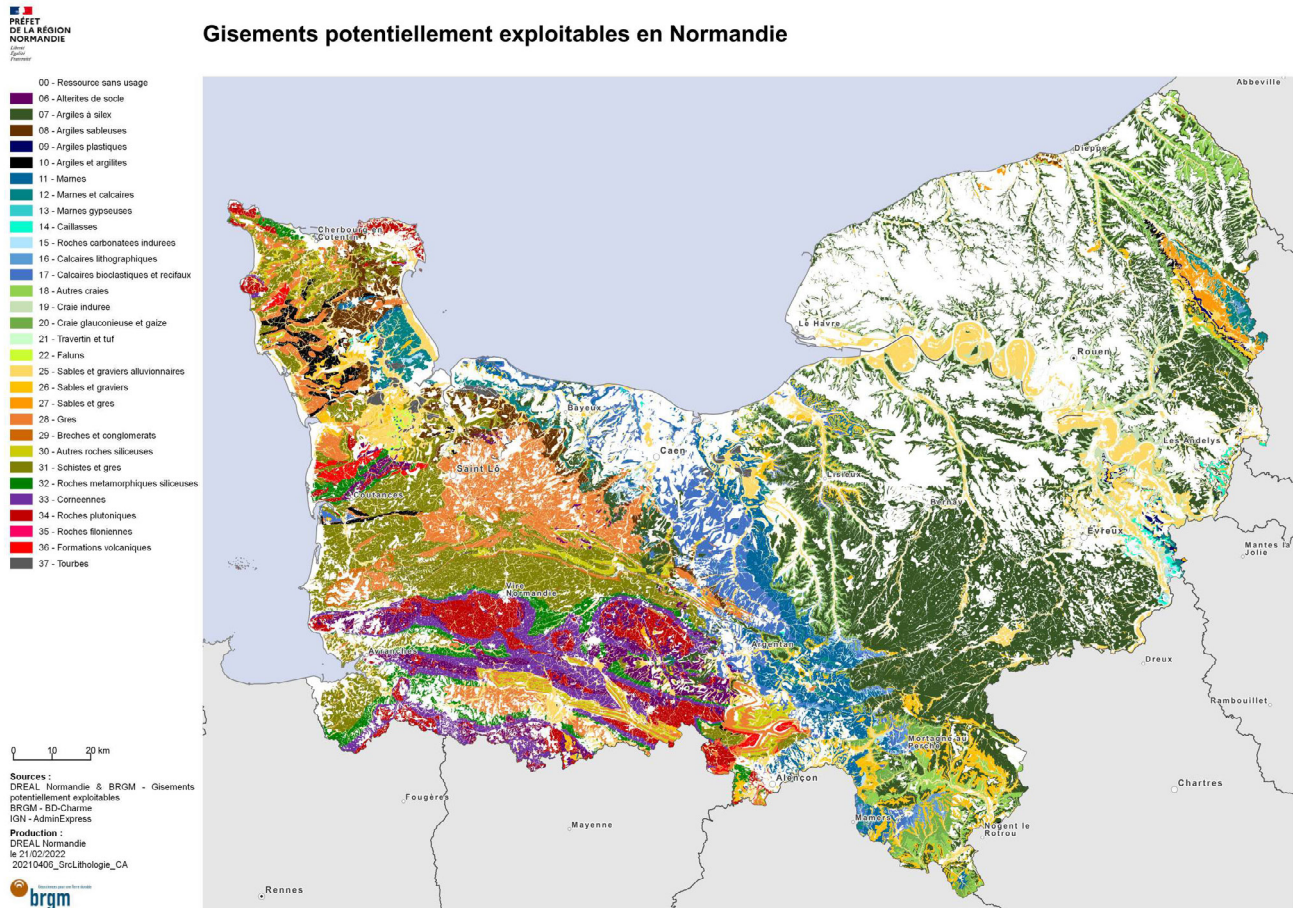 PRÉFET
DE LA RÉGION
NORMANDIE
Liberté
Égalité
Fraternité
Gisements potentiellement exploitables en Normandie
00 - Ressource sans usage
06 - Alterites de socle
07 - Argiles à silex
08 - Argiles sableuses
09 - Argiles plastiques
10 - Argiles et argilites
11 - Marnes
12 - Marnes et calcaires
13 - Marnes gypseuses
14 - Caillasses
15 - Roches carbonatees indurees
16 - Calcaires lithographiques
17 - Calcaires bioclastiques et recifaux
18 - Autres craies
19 - Craie induree
20 - Craie glauconieuse et gaize
21 - Travertin et tuf
22 - Faluns
25 - Sables et graviers alluvionnaires
26 - Sables et graviers
27 - Sables et gres
28 - Gres
29 - Breches et conglomerats
30 - Autres roches siliceuses
31 - Schistes et gres
32 - Roches metamorphiques siliceuses
33 - Corneennes
34 - Roches plutoniques
35 - Roches filoniennes
36 - Formations volcaniques
37 - Tourbes
Abbeville
Dieppe
Cherbourg en
Cotentin
Le Havre
Rouen
Bayeux
Les Andelys
Caen
Saint Lô
Lisieux
Coutances
Bernay
Évreux
Mantes la
Jolie
Vire
Normandie
Argentan
Avranches
Dreux
Rambouillet
Mortagne au
Perche
Alençon
Chartres
Fougères
Mamers
Mayenne
Nogent le
Rotrou
Rennes
0 10 20 km
Sources :
DREAL Normandie & BRGM - Gisements
potentiellement exploitables
BRGM - BD-Charme
IGN - AdminExpress
Production :
DREAL Normandie
le 21/02/2022
20210406_SrcLithologie_CA
Géosciences pour une Terre durable
brgm